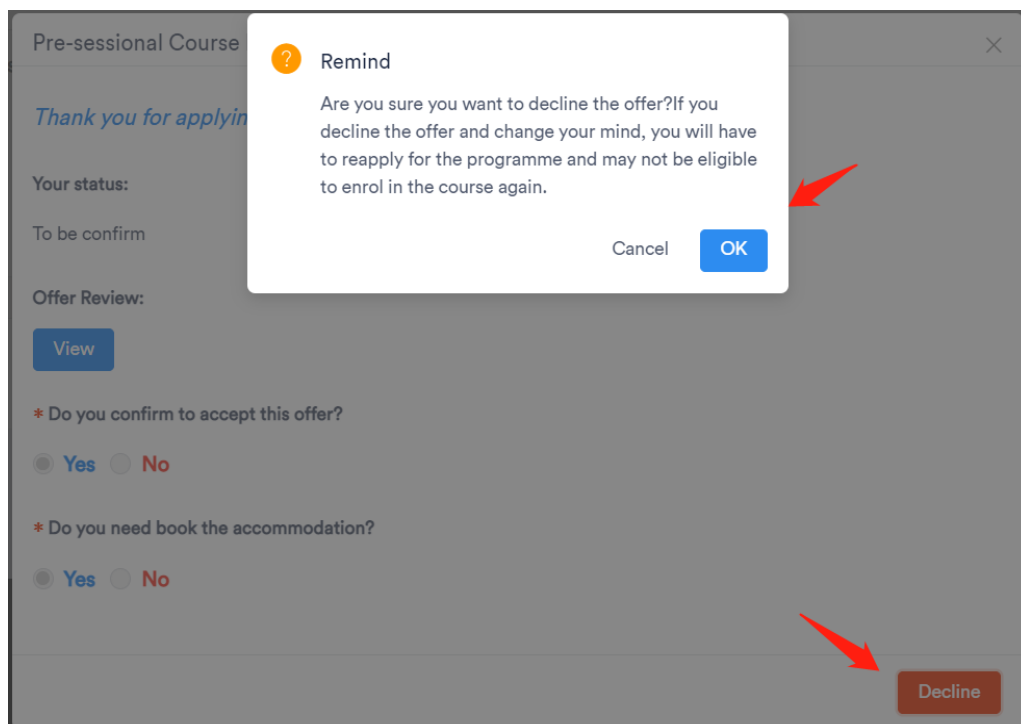 Pre-sessional Course
Remind
Are you sure you want to decline the offer?If you
decline the offer and change your mind, you will have
to reapply for the programme and may not be eligible
to enrol in the course again.
Cancel OK
Thank you for applyin
Your status:
To be confirm
Offer Review:
View
* Do you confirm to accept this offer?
Yes No
* Do you need book the accommodation?
Yes No
Decline